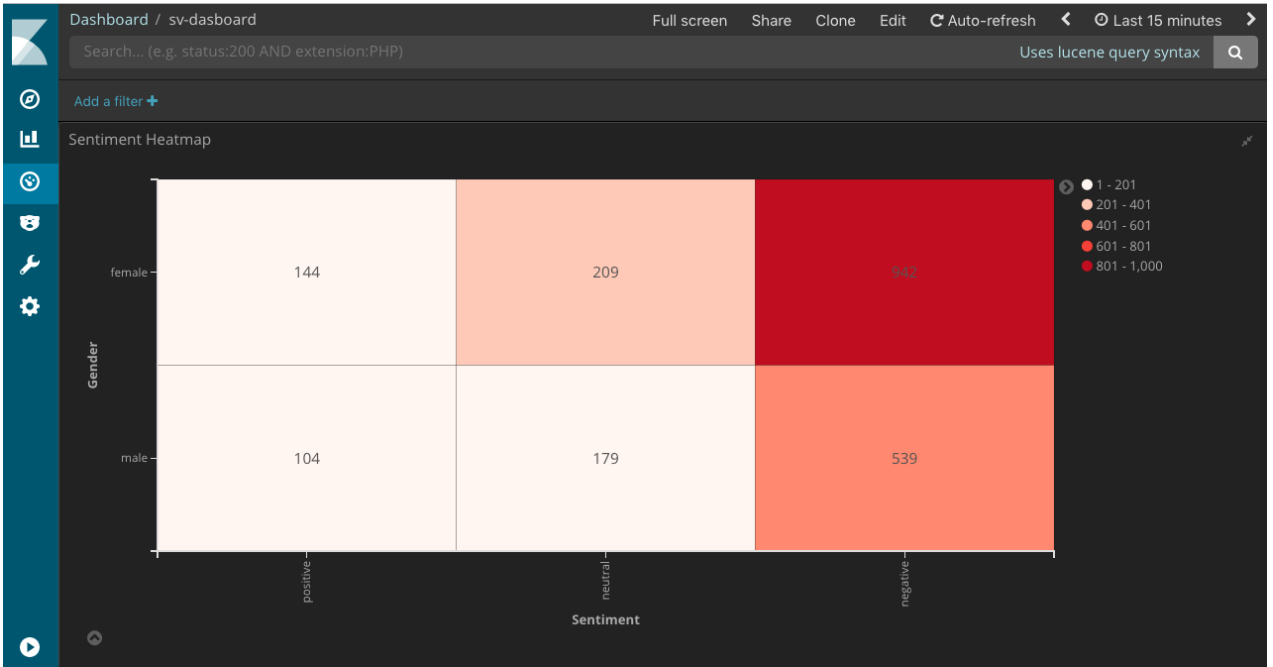 Dashboard / sv-dasboard Full screen Share Clone Edit Auto-refresh Last 15 minutes
Search... (e.g. status:200 AND extension:PHP) Uses lucene query syntax
Add a filter
Sentiment Heatmap
1 - 201
201 - 401
401 - 601
601 - 801
801 - 1,000
female 144 209 942
Gender
male 104 179 539
positive neutral negative
Sentiment